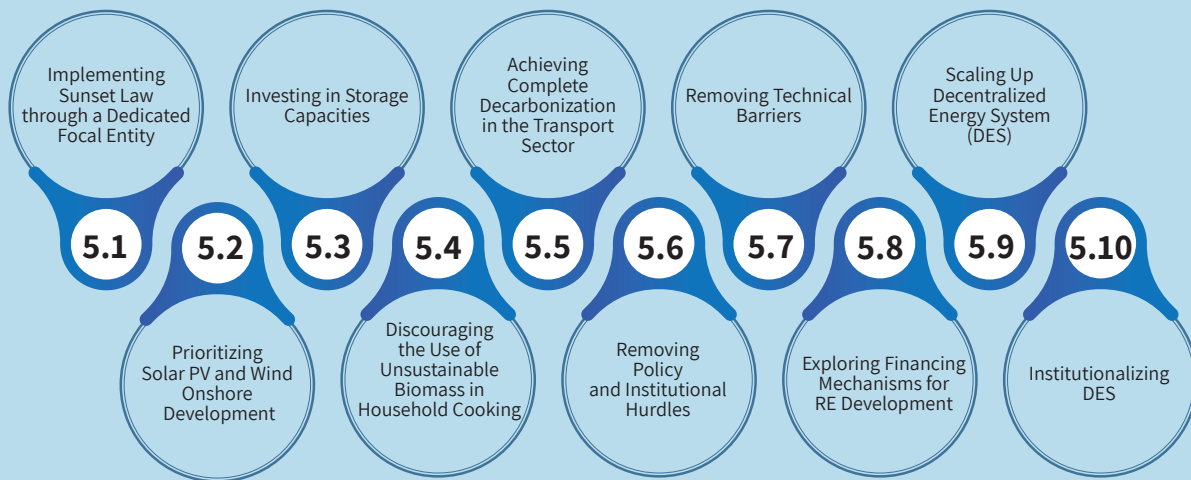 Implementing
Sunset Law
through a Dedicated
Focal Entity
5.1
5.2
Prioritizing
Solar PV and Wind
Onshore
Development
Investing in Storage
Capacities
5.3
5.4
Discouraging
the Use of
Unsustainable
Biomass in
Household Cooking
Achieving
Complete
Decarbonization
in the Transport
Sector
5.5
5.6
Removing
Policy
and Institutional
Hurdles
Removing Technical
Barriers
5.7
5.8
Exploring Financing
Mechanisms for
RE Development
Scaling Up
Decentralized
Energy System
(DES)
5.9
5.10
Institutionalizing
DES